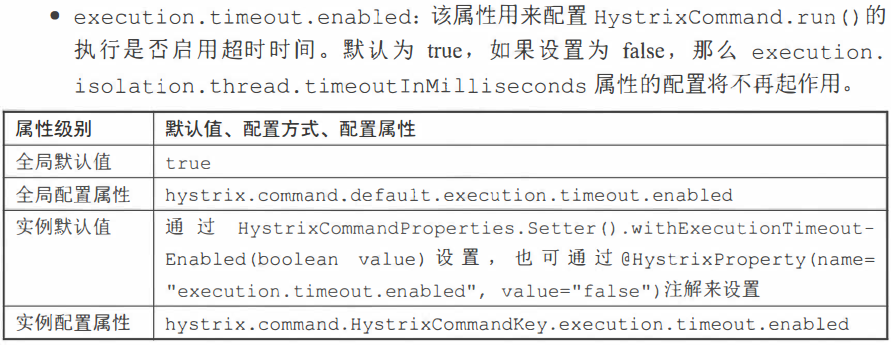 • execution.timeout.enabled：该属性用来配置 HystrixCommand.run()的
执行是否启用超时时间。默认为 true，如果设置为 false，那么 execution.
isolation.thread.timeoutInMilliseconds 属性的配置将不再起作用。
属性级别 默认值、配置方式、配置属性
全局默认值 true
全局配置属性 hystrix.command.default.execution.timeout.enabled
实例默认值 通过 HystrixCommandProperties.Setter().withExecutionTimeout-
Enabled(boolean value)设置，也可通过@HystrixProperty(name=
"execution.timeout.enabled", value="false")注解来设置
实例配置属性 hystrix.command.HystrixCommandKey.execution.timeout.enabled